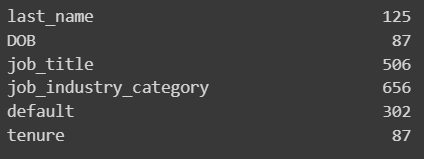 last_name 125
DOB 87
job_title 506
job_industry_category 656
default 302
tenure 87